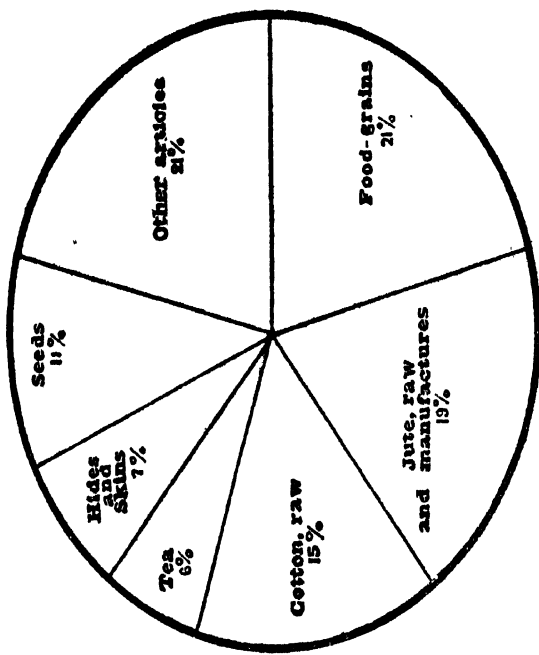 Food-grains
21%
Jute, raw
and manufactures
19%
Cotton, raw
15%
Tea
6%
Hides
and
Skins
7%
Seeds
11%
Other articles
21%